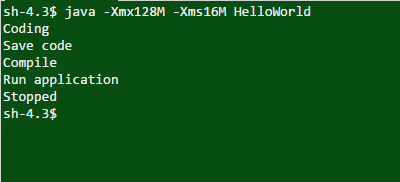 sh-4.3$ java -Xmx128M -Xms16M HelloWorld
Coding
Save code
Compile
Run application
Stopped
sh-4.3$